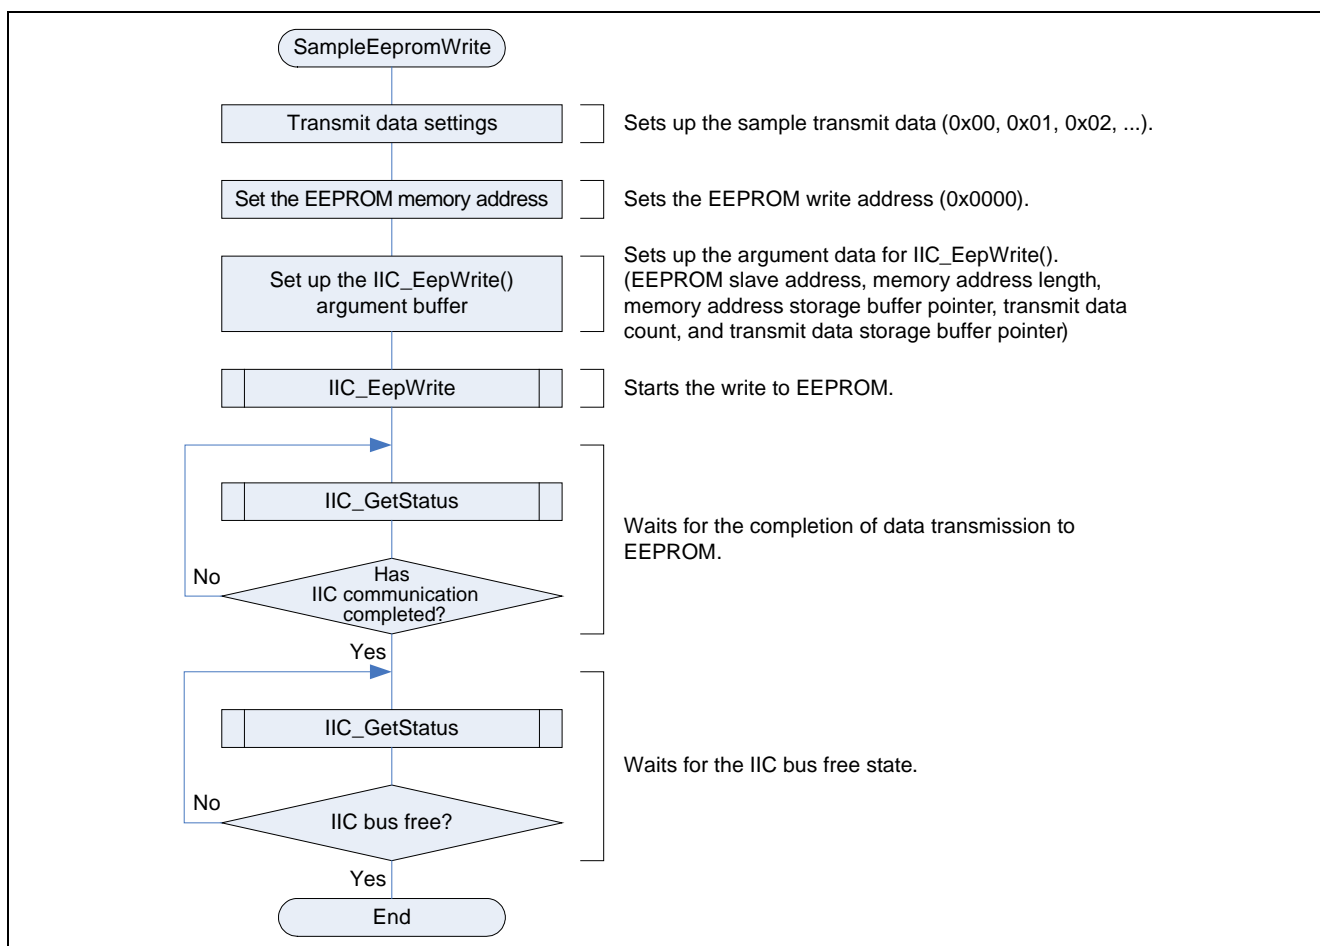 SampleEepromWrite
Transmit data settings
Sets up the sample transmit data (0x00, 0x01, 0x02, ...).
Set the EEPROM memory address
Sets the EEPROM write address (0x0000).
Set up the IIC_EepWrite()
argument buffer
Sets up the argument data for IIC_EepWrite().
(EEPROM slave address, memory address length,
memory address storage buffer pointer, transmit data
count, and transmit data storage buffer pointer)
IIC_EepWrite
Starts the write to EEPROM.
IIC_GetStatus
Waits for the completion of data transmission to
EEPROM.
No
Has
IIC communication
completed?
Yes
IIC_GetStatus
Waits for the IIC bus free state.
No
IIC bus free?
Yes
End